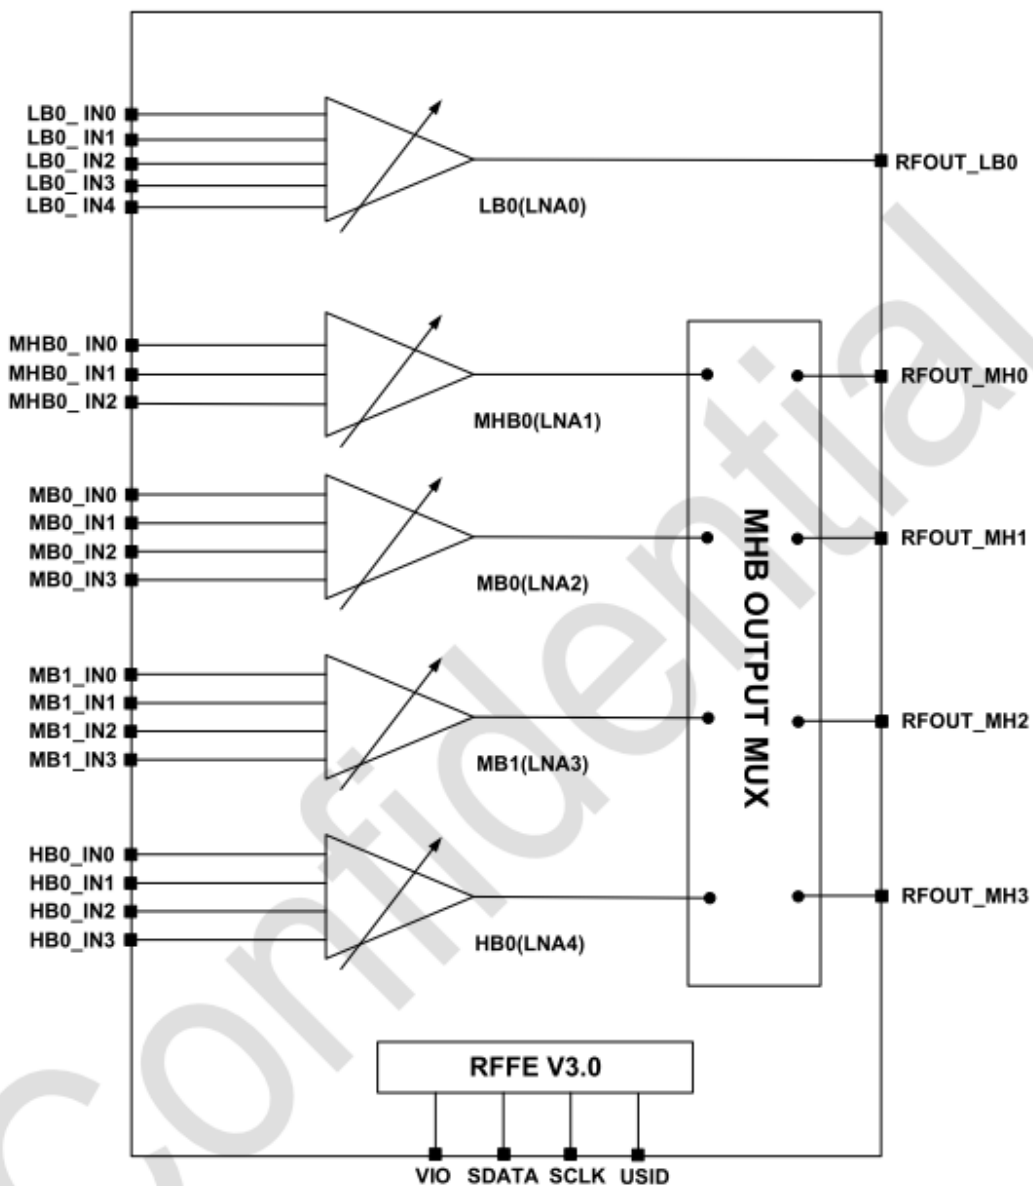 LB0_ IN0
LB0_ IN1
LB0_ IN2
LB0_ IN3
LB0_ IN4
LB0(LNA0)
RFOUT_LB0
MHB0_ IN0
MHB0_ IN1
MHB0_ IN2
MHB0(LNA1)
RFOUT_MH0
MB0_IN0
MB0_IN1
MB0_IN2
MB0_IN3
MB0(LNA2)
RFOUT_MH1
MHB OUTPUT MUX
MB1_IN0
MB1_IN1
MB1_IN2
MB1_IN3
MB1(LNA3)
RFOUT_MH2
HB0_IN0
HB0_IN1
HB0_IN2
HB0_IN3
HB0(LNA4)
RFOUT_MH3
RFFE V3.0
VIO SDATA SCLK USID
Confidential